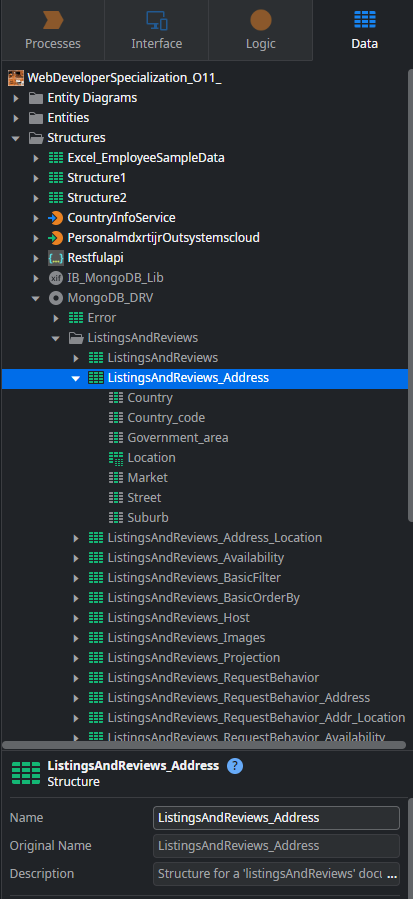 Processes Interface Logic Data
WebDeveloperSpecialization_O11_
Entity Diagrams
Entities
Structures
Excel_EmployeeSampleData
Structure1
Structure2
CountryInfoService
PersonalmdxrtijrOutsystemscloud
{...} Restfulapi
xif IB_MongoDB_Lib
MongoDB_DRV
Error
ListingsAndReviews
ListingsAndReviews
ListingsAndReviews_Address
Country
Country_code
Government_area
Location
Market
Street
Suburb
ListingsAndReviews_Address_Location
ListingsAndReviews_Availability
ListingsAndReviews_BasicFilter
ListingsAndReviews_BasicOrderBy
ListingsAndReviews_Host
ListingsAndReviews_Images
ListingsAndReviews_Projection
ListingsAndReviews_RequestBehavior
ListingsAndReviews_RequestBehavior_Address
ListingsAndReviews_RequestBehavior_Addr_Location
ListingsAndReviews_RequestBehavior_Availability
ListingsAndReviews_Address ?
Structure
Name ListingsAndReviews_Address
Original Name ListingsAndReviews_Address
Description Structure for a 'listingsAndReviews' docu ...